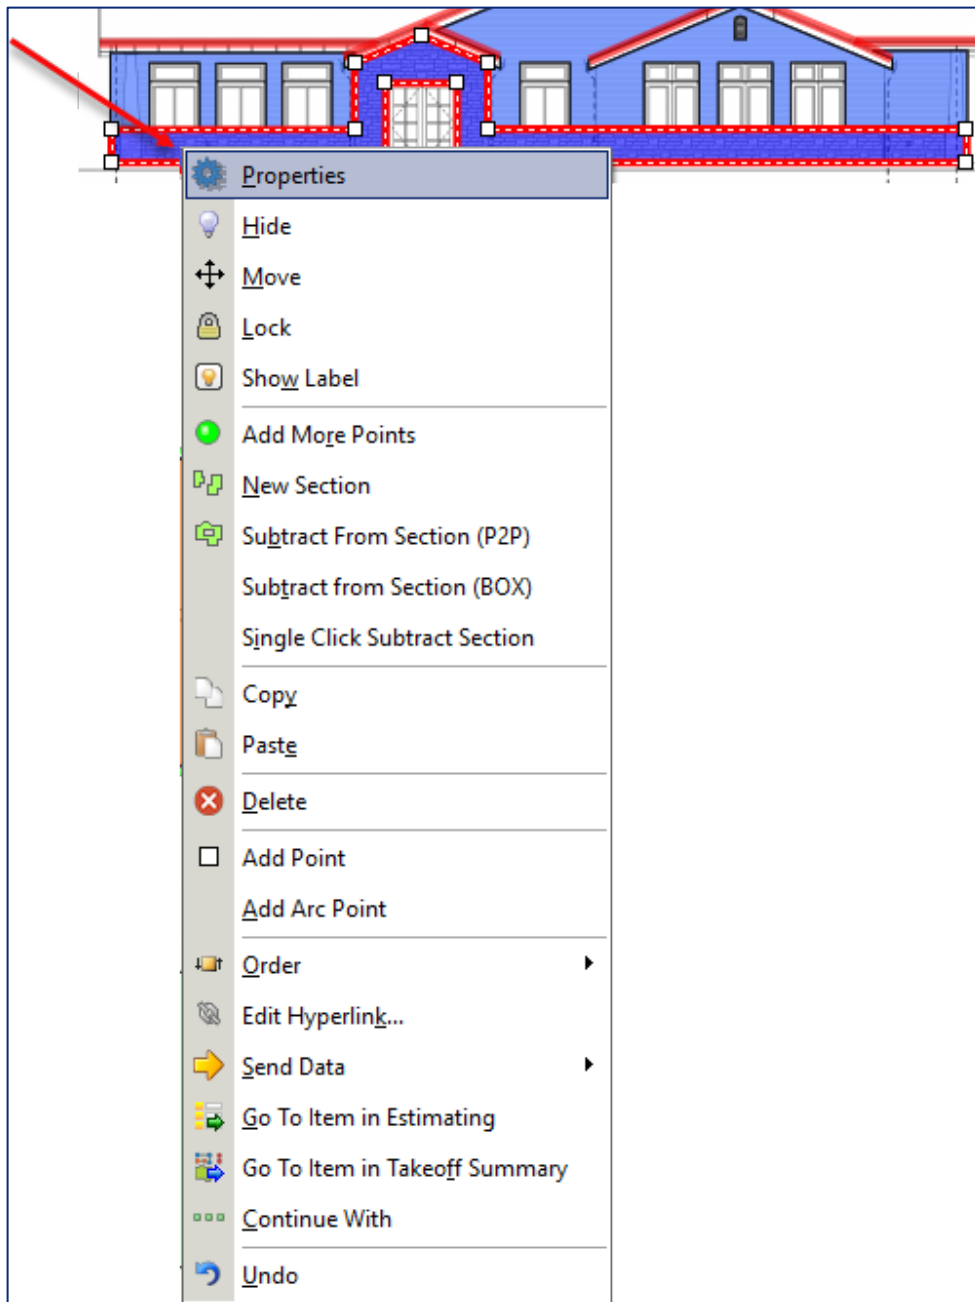 Properties
Hide
Move
Lock
Show Label
Add More Points
New Section
Subtract From Section (P2P)
Subtract from Section (BOX)
Single Click Subtract Section
Copy
Paste
Delete
Add Point
Add Arc Point
Order
Edit Hyperlink...
Send Data
Go To Item in Estimating
Go To Item in Takeoff Summary
Continue With
Undo